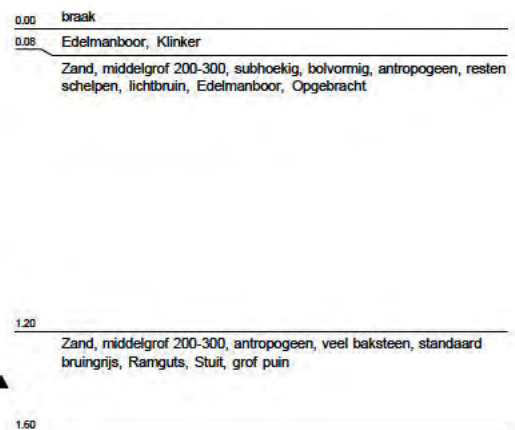 0.00 braak
0.08 Edelmanboor, Klinker
Zand, middelgrof 200-300, subhoekig, bolvormig, antropogeen, resten
schelpen, lichtbruin, Edelmanboor, Opgebracht
1.20
Zand, middelgrof 200-300, antropogeen, veel baksteen, standaard
bruingrijs, Ramguts, Stuit, grof puin
1.60